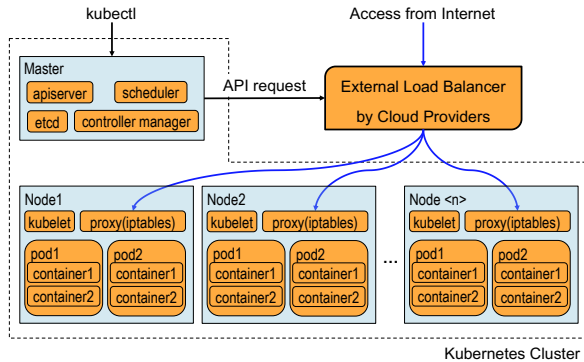 kubectl
Access from Internet
Master
apiserver
scheduler
etcd
controller manager
API request
External Load Balancer
by Cloud Providers
Node1
kubelet
proxy(iptables)
pod1
container1
container2
pod2
container1
container2
Node2
kubelet
proxy(iptables)
pod1
container1
container2
pod2
container1
container2
...
Node <n>
kubelet
proxy(iptables)
pod1
container1
container2
pod2
container1
container2
Kubernetes Cluster